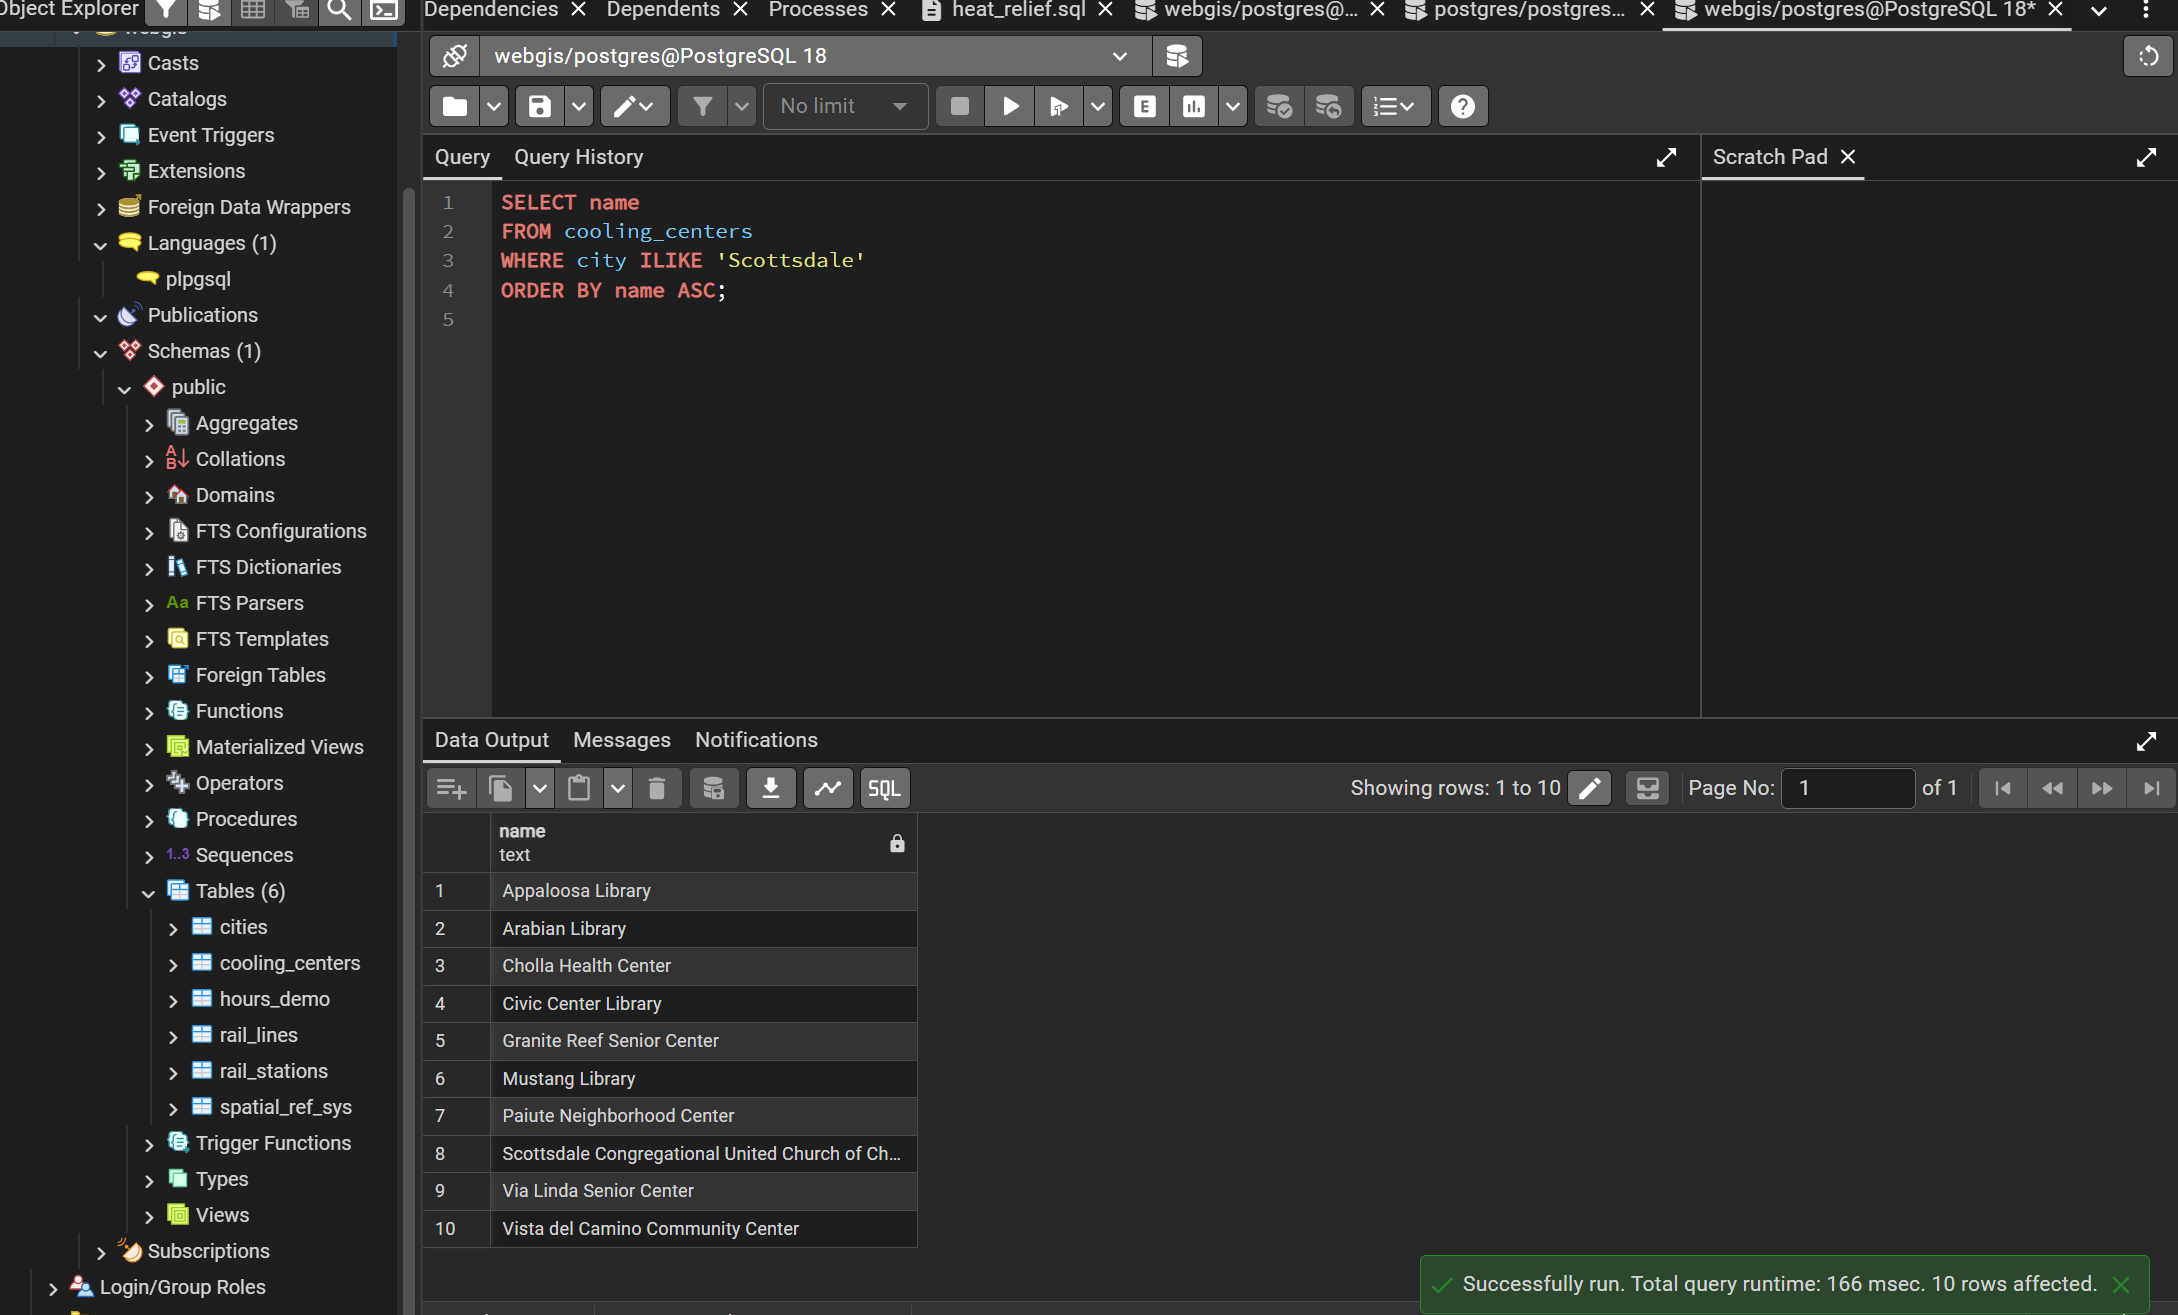 Object Explorer
webgis
Casts
Catalogs
Event Triggers
Extensions
Foreign Data Wrappers
Languages (1)
plpgsql
Publications
Schemas (1)
public
Aggregates
Collations
Domains
FTS Configurations
FTS Dictionaries
Aa FTS Parsers
FTS Templates
Foreign Tables
Functions
Materialized Views
Operators
Procedures
1..3 Sequences
Tables (6)
cities
cooling_centers
hours_demo
rail_lines
rail_stations
spatial_ref_sys
Trigger Functions
Types
Views
Subscriptions
Login/Group Roles
Dependencies Dependents Processes heat_relief.sql webgis/postgres@... postgres/postgres... webgis/postgres@PostgreSQL 18*
webgis/postgres@PostgreSQL 18
No limit E
Query Query History Scratch Pad
1 SELECT name
2 FROM cooling_centers
3 WHERE city ILIKE 'Scottsdale'
4 ORDER BY name ASC;
5
Data Output Messages Notifications
SQL Showing rows: 1 to 10 Page No: 1 of 1
name
text
1 Appaloosa Library
2 Arabian Library
3 Cholla Health Center
4 Civic Center Library
5 Granite Reef Senior Center
6 Mustang Library
7 Paiute Neighborhood Center
8 Scottsdale Congregational United Church of Ch...
9 Via Linda Senior Center
10 Vista del Camino Community Center
Successfully run. Total query runtime: 166 msec. 10 rows affected.